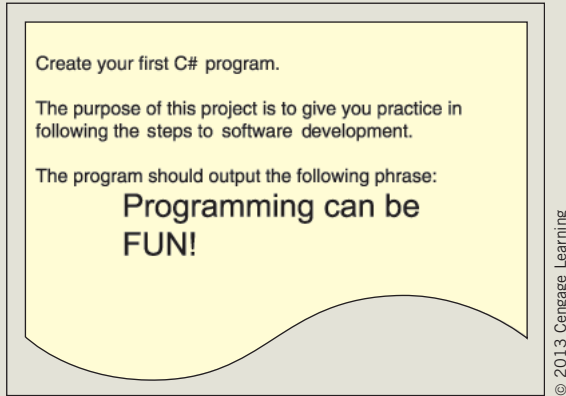 Create your first C# program.
The purpose of this project is to give you practice in
following the steps to software development.
The program should output the following phrase:
Programming can be
FUN!
© 2013 Cengage Learning